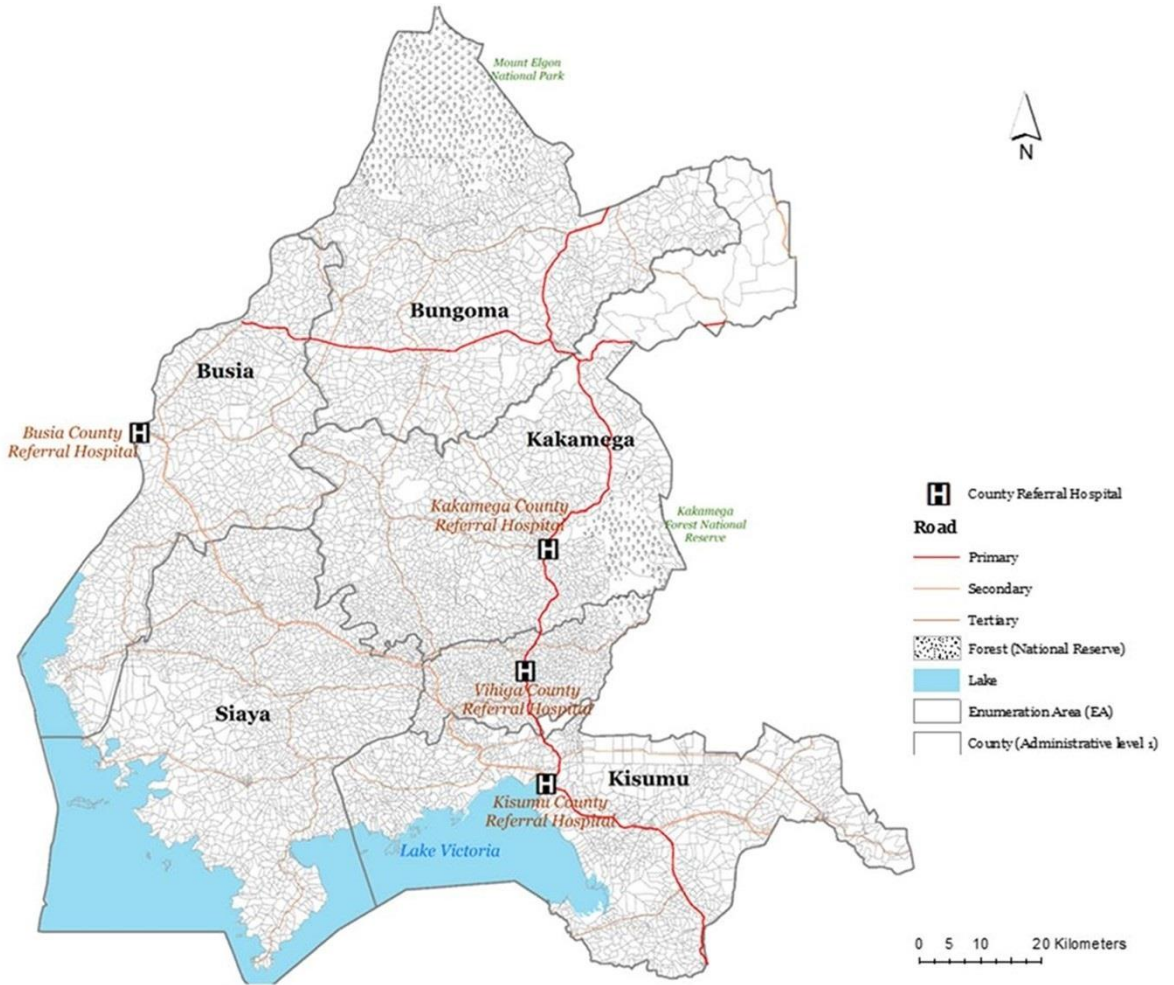 Mount Elgon
National Park
N
Bungoma
Busia
Busia County
Referral Hospital
H
Kakamega
Kakamega County
Referral Hospital
H
Kakamega
Forest National
Reserve
H
Vihiga County
Referral Hospital
Siaya
Kisumu
H
Kisumu County
Referral Hospital
Lake Victoria
H County Referral Hospital
Road
Primary
Secondary
Tertiary
Forest (National Reserve)
Lake
Enumeration Area (EA)
County (Administrative level 1)
0 5 10 20 Kilometers